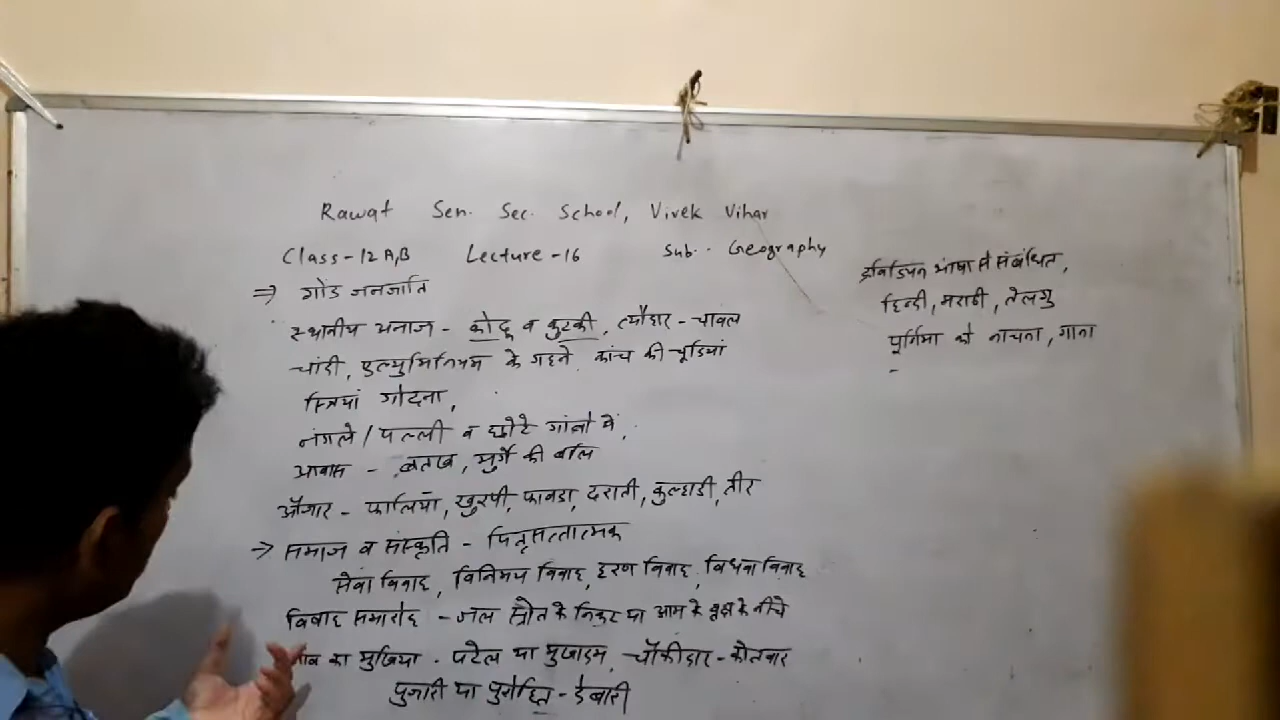 Rawat Sen. Sec. School, Vivek Vihar
Class-12 A,B Lecture-16 Sub.- Geography
⇒ गोंड जनजाति
स्थानीय अनाज - कोदू व कुटकी, त्यौहार - चावल
चांदी, एल्युमिनियम के गहने, कांच की चूडियां
स्त्रियां गोदना,
नंगले / पल्ली व छोटे गांवो में,
आवास - बतख, मुर्गे की बलि
औजार - फालियाँ, खुरपी, फावडा, दराती, कुल्हाडी, तीर
→ समाज व संस्कृति - पितृसत्तात्मक
सेवा विवाह, विनिमय विवाह, हरण विवाह, विधवा विवाह
विवाह समारोह - जल स्रोत के निकट या आम के वृक्ष के नीचे
का मुखिया - पटेल या मुखादम, चौकीदार - कोतवार
पुजारी या पुरोहित - देवारी
द्रविडियन भाषा से संबंधित,
हिन्दी, मराठी, तेलगु
पूर्णिमा को नाचना, गाना